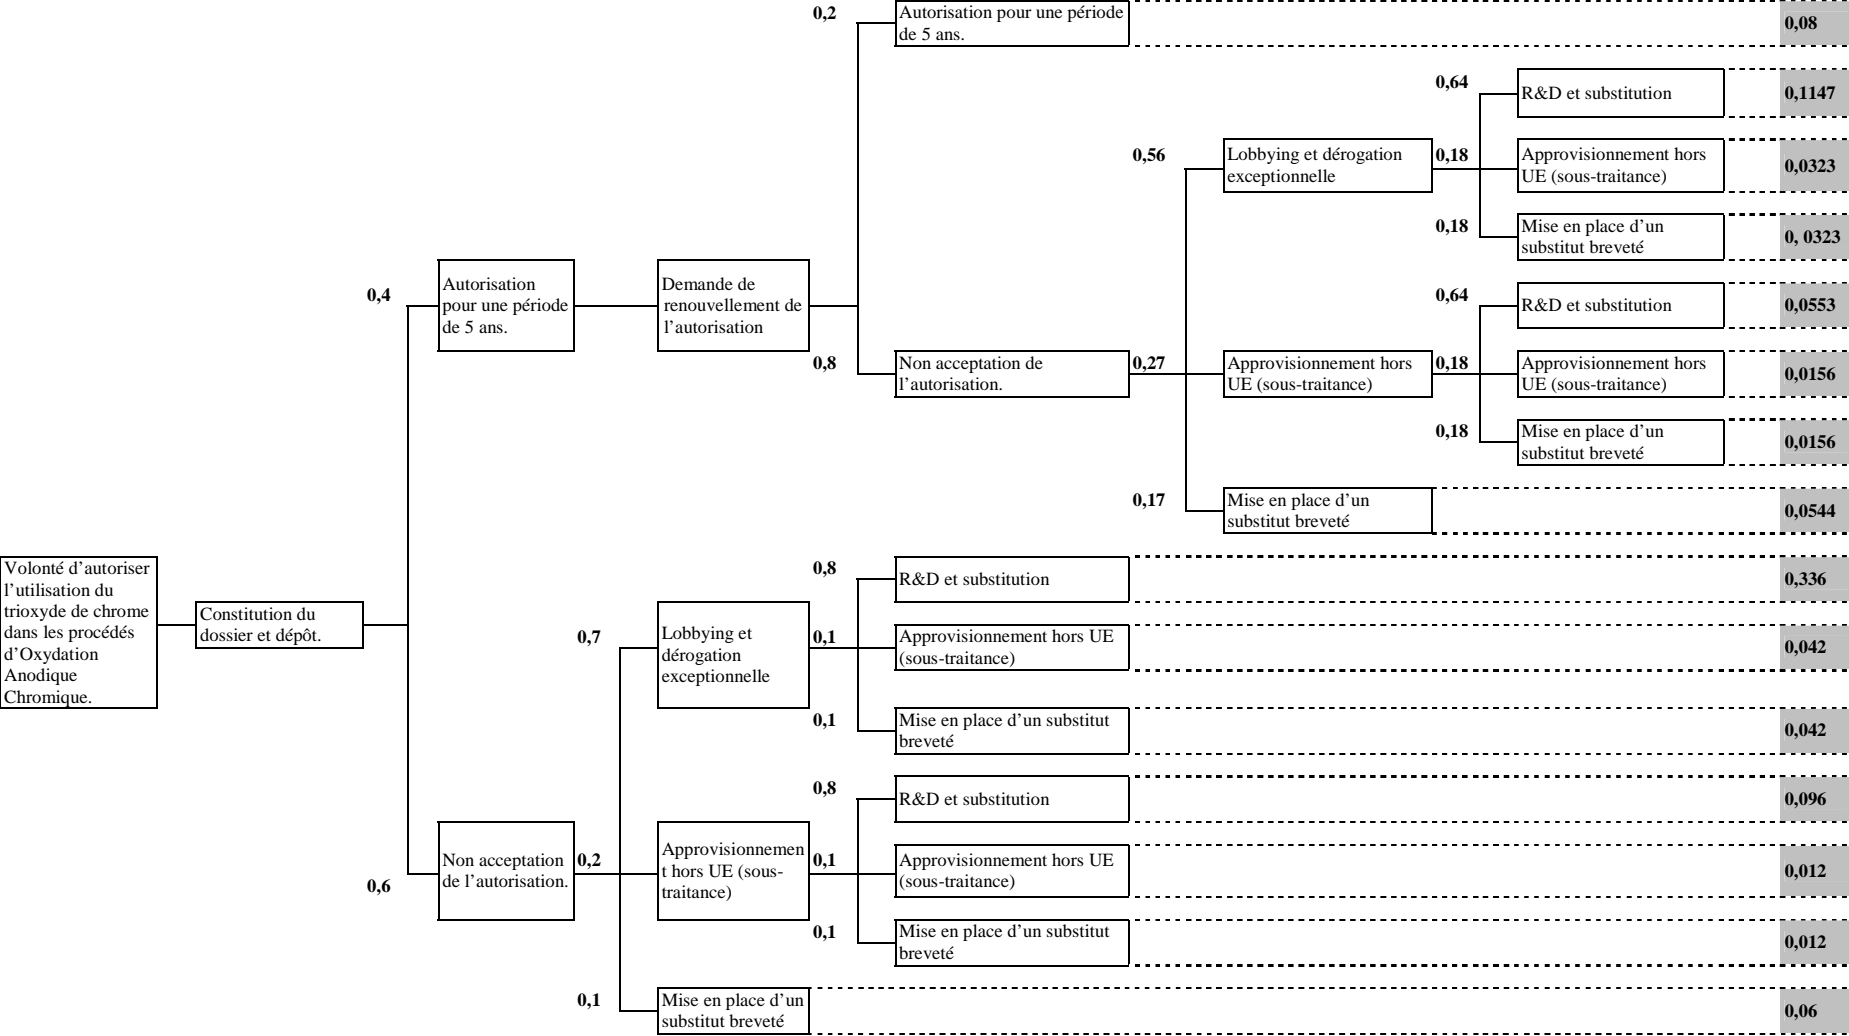 0,2
Autorisation pour une période
de 5 ans.
0,08
0,64
R&D et substitution
0,1147
0,56
Lobbying et dérogation
exceptionnelle
0,18
Approvisionnement hors
UE (sous-traitance)
0,0323
0,18
Mise en place d’un
substitut breveté
0, 0323
0,4
Autorisation
pour une période
de 5 ans.
Demande de
renouvellement de
l’autorisation
0,64
R&D et substitution
0,0553
0,8
Non acceptation de
l’autorisation.
0,27
Approvisionnement hors
UE (sous-traitance)
0,18
Approvisionnement hors
UE (sous-traitance)
0,0156
0,18
Mise en place d’un
substitut breveté
0,0156
0,17
Mise en place d’un
substitut breveté
0,0544
Volonté d’autoriser
l’utilisation du
trioxyde de chrome
dans les procédés
d’Oxydation
Anodique
Chromique.
Constitution du
dossier et dépôt.
0,8
R&D et substitution
0,336
0,7
Lobbying et
dérogation
exceptionnelle
0,1
Approvisionnement hors UE
(sous-traitance)
0,042
0,1
Mise en place d’un substitut
breveté
0,042
0,8
R&D et substitution
0,096
0,6
Non acceptation
de l’autorisation.
0,2
Approvisionnemen
t hors UE (sous-
traitance)
0,1
Approvisionnement hors UE
(sous-traitance)
0,012
0,1
Mise en place d’un substitut
breveté
0,012
0,1
Mise en place d’un
substitut breveté
0,06